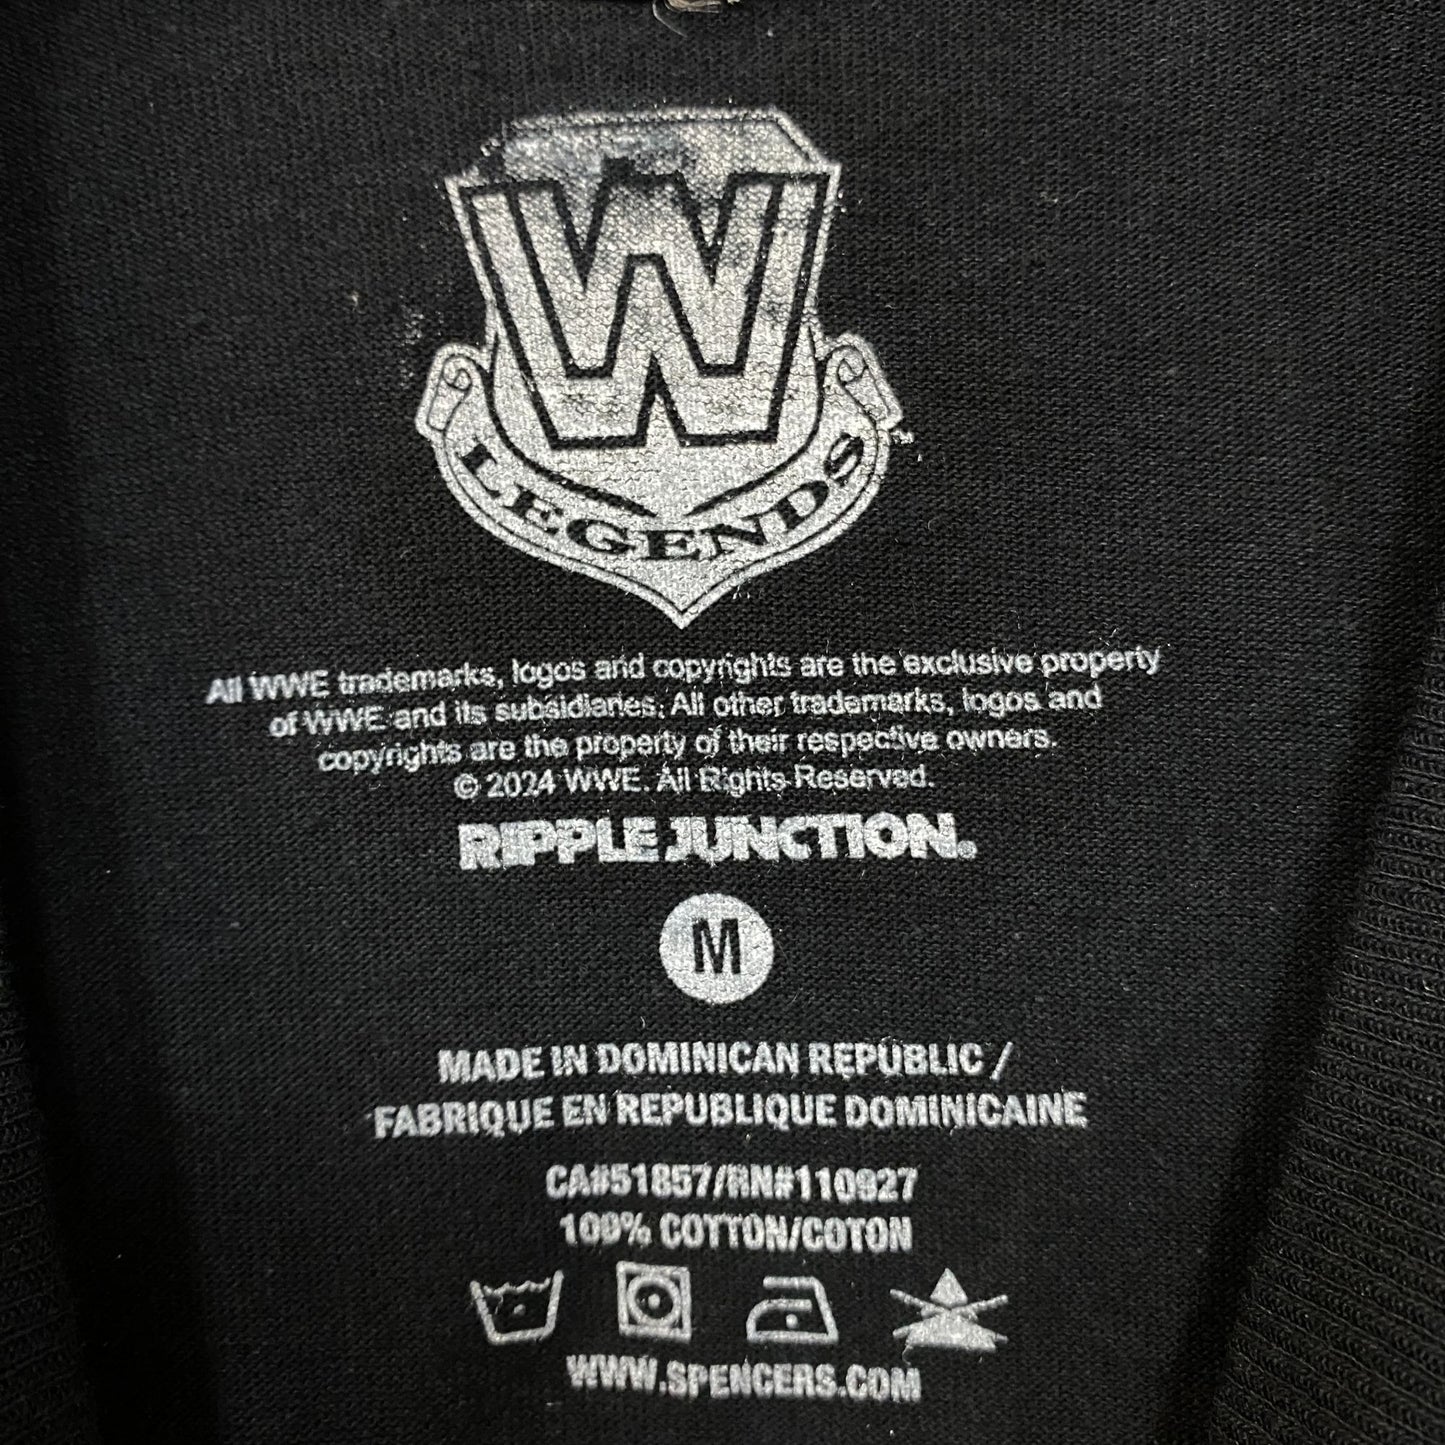 W
LEGENDS
All WWE trademarks, logos and copyrights are the exclusive property
of WWE and its subsidiaries. All other trademarks, logos and
copyrights are the property of their respective owners.
© 2024 WWE. All Rights Reserved.
RIPPLE JUNCTION.
M
MADE IN DOMINICAN REPUBLIC /
FABRIQUE EN REPUBLIQUE DOMINICAINE
CA#51857/RN#110927
100% COTTON/COTON
WWW.SPENCERS.COM